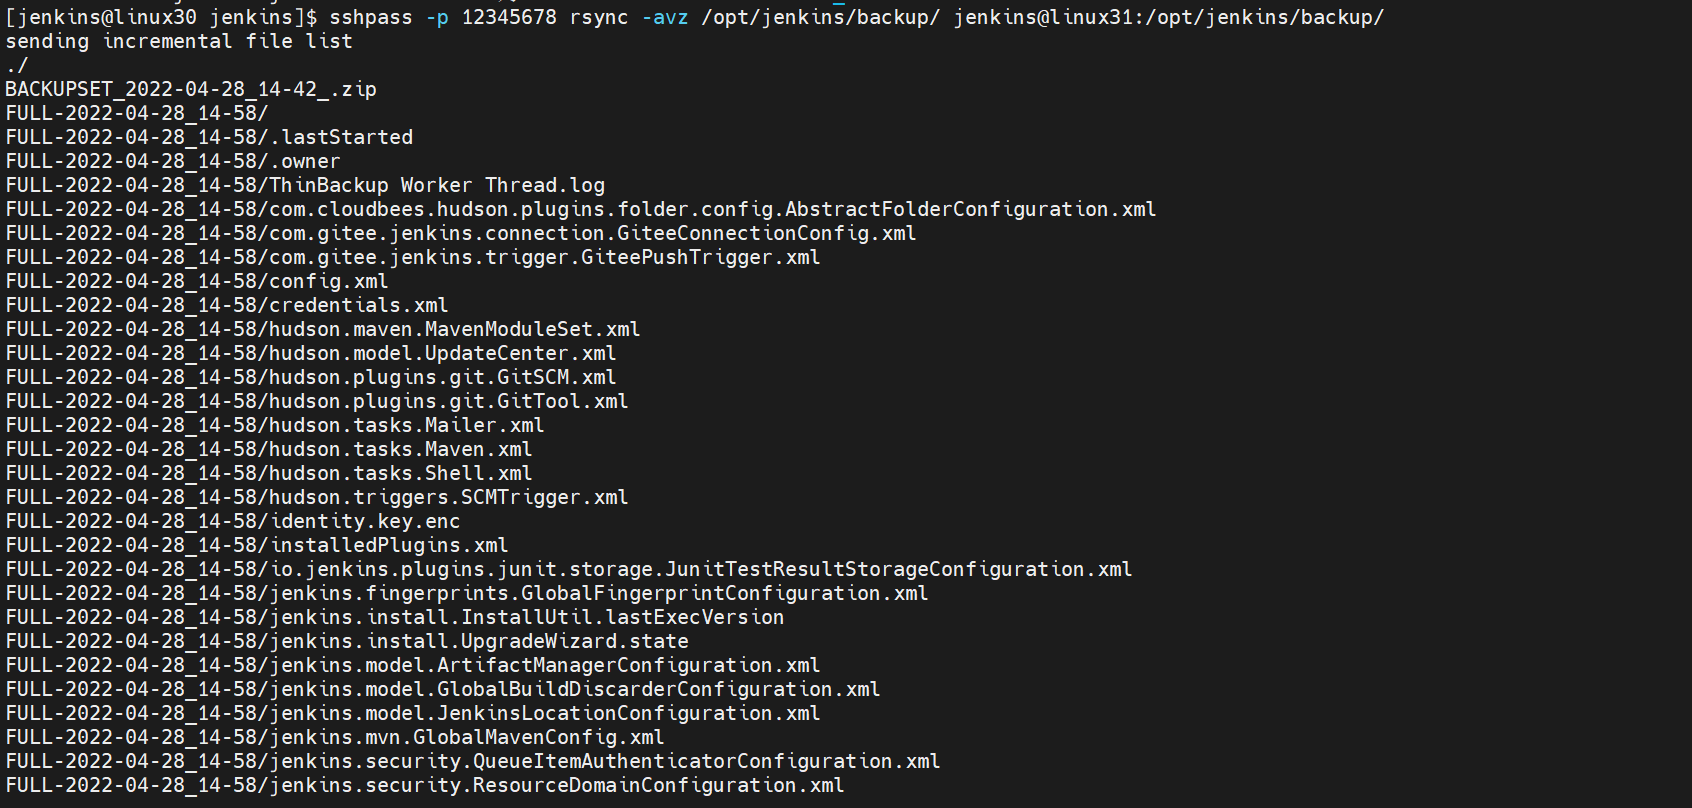 [jenkins@linux30 jenkins]$ sshpass -p 12345678 rsync -avz /opt/jenkins/backup/ jenkins@linux31:/opt/jenkins/backup/
sending incremental file list
./
BACKUPSET_2022-04-28_14-42_.zip
FULL-2022-04-28_14-58/
FULL-2022-04-28_14-58/.lastStarted
FULL-2022-04-28_14-58/.owner
FULL-2022-04-28_14-58/ThinBackup Worker Thread.log
FULL-2022-04-28_14-58/com.cloudbees.hudson.plugins.folder.config.AbstractFolderConfiguration.xml
FULL-2022-04-28_14-58/com.gitee.jenkins.connection.GiteeConnectionConfig.xml
FULL-2022-04-28_14-58/com.gitee.jenkins.trigger.GiteePushTrigger.xml
FULL-2022-04-28_14-58/config.xml
FULL-2022-04-28_14-58/credentials.xml
FULL-2022-04-28_14-58/hudson.maven.MavenModuleSet.xml
FULL-2022-04-28_14-58/hudson.model.UpdateCenter.xml
FULL-2022-04-28_14-58/hudson.plugins.git.GitSCM.xml
FULL-2022-04-28_14-58/hudson.plugins.git.GitTool.xml
FULL-2022-04-28_14-58/hudson.tasks.Mailer.xml
FULL-2022-04-28_14-58/hudson.tasks.Maven.xml
FULL-2022-04-28_14-58/hudson.tasks.Shell.xml
FULL-2022-04-28_14-58/hudson.triggers.SCMTrigger.xml
FULL-2022-04-28_14-58/identity.key.enc
FULL-2022-04-28_14-58/installedPlugins.xml
FULL-2022-04-28_14-58/io.jenkins.plugins.junit.storage.JunitTestResultStorageConfiguration.xml
FULL-2022-04-28_14-58/jenkins.fingerprints.GlobalFingerprintConfiguration.xml
FULL-2022-04-28_14-58/jenkins.install.InstallUtil.lastExecVersion
FULL-2022-04-28_14-58/jenkins.install.UpgradeWizard.state
FULL-2022-04-28_14-58/jenkins.model.ArtifactManagerConfiguration.xml
FULL-2022-04-28_14-58/jenkins.model.GlobalBuildDiscarderConfiguration.xml
FULL-2022-04-28_14-58/jenkins.model.JenkinsLocationConfiguration.xml
FULL-2022-04-28_14-58/jenkins.mvn.GlobalMavenConfig.xml
FULL-2022-04-28_14-58/jenkins.security.QueueItemAuthenticatorConfiguration.xml
FULL-2022-04-28_14-58/jenkins.security.ResourceDomainConfiguration.xml